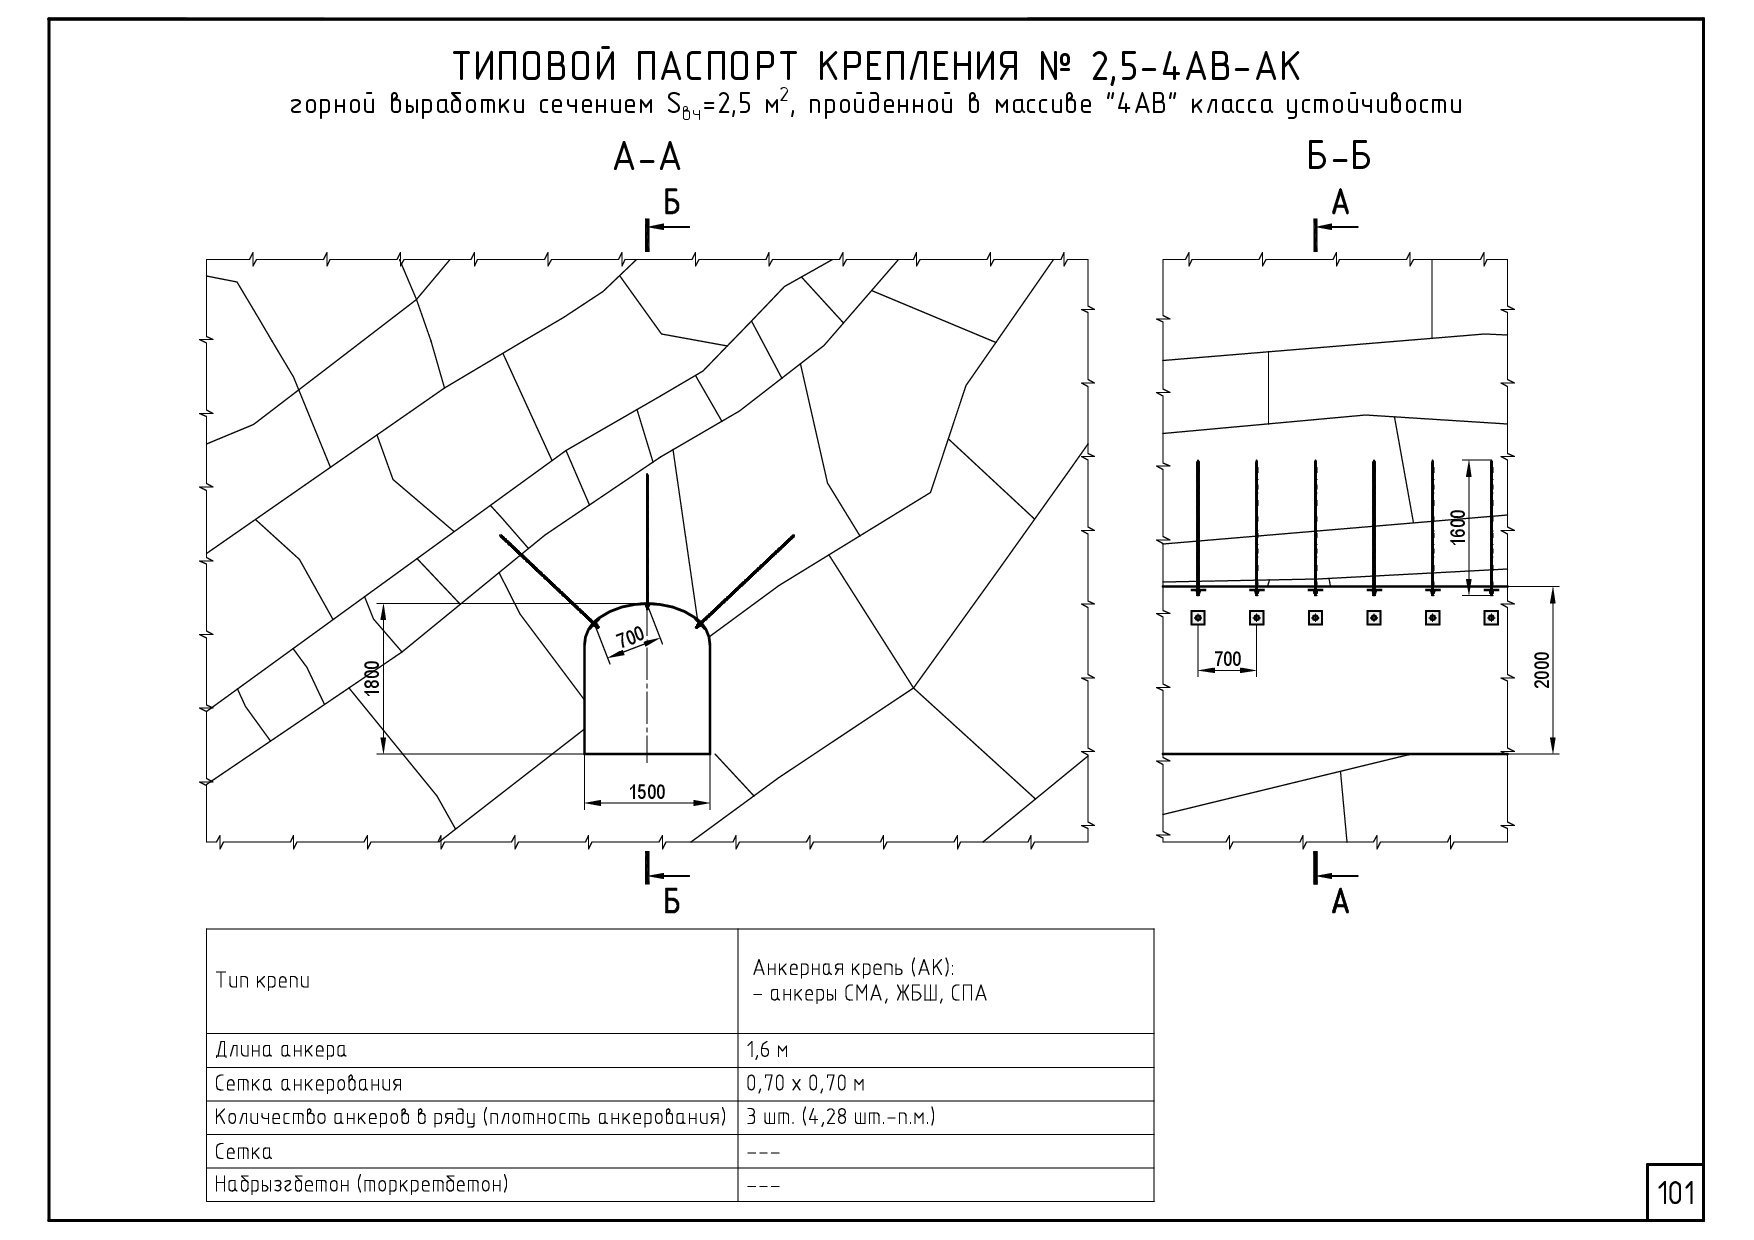 ТИПОВОЙ ПАСПОРТ КРЕПЛЕНИЯ № 2,5-4АВ-АК
горной выработки сечением Sвч=2,5 м², пройденной в массиве "4АВ" класса устойчивости
А-А
Б-Б
Б
А
1600
700
700
1800
2000
1500
Б
А
Тип крепи
Анкерная крепь (АК):
- анкеры СМА, ЖБШ, СПА
Длина анкера
1,6 м
Сетка анкерования
0,70 х 0,70 м
Количество анкеров в ряду (плотность анкерования)
3 шт. (4,28 шт.-п.м.)
Сетка
---
Набрызгбетон (торкретбетон)
---
101